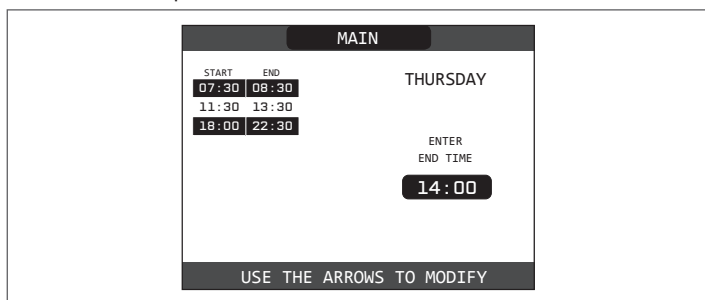 MAIN
START END
07:30 08:30
11:30 13:30
18:00 22:30
THURSDAY
ENTER
END TIME
14:00
USE THE ARROWS TO MODIFY